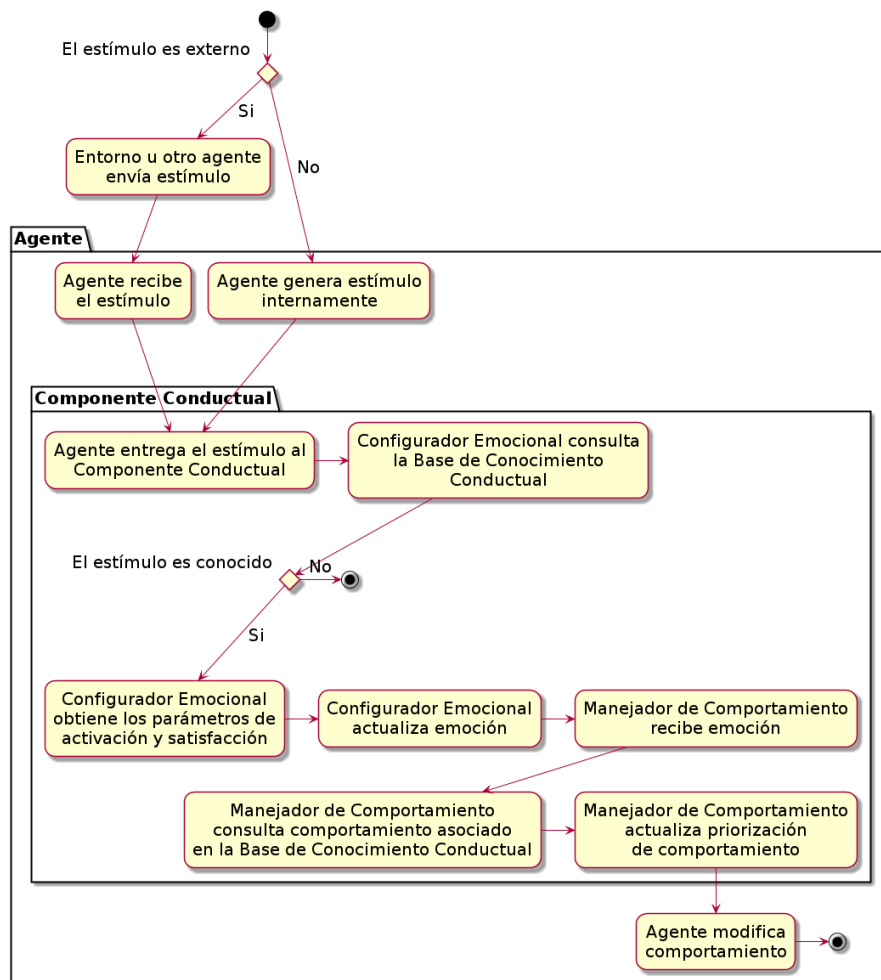 El estímulo es externo
Si
Entorno u otro agente
envía estímulo
No
Agente
Agente recibe
el estímulo
Agente genera estímulo
internamente
Componente Conductual
Agente entrega el estímulo al
Componente Conductual
Configurador Emocional consulta
la Base de Conocimiento
Conductual
El estímulo es conocido
No
Si
Configurador Emocional
obtiene los parámetros de
activación y satisfacción
Configurador Emocional
actualiza emoción
Manejador de Comportamiento
recibe emoción
Manejador de Comportamiento
consulta comportamiento asociado
en la Base de Conocimiento Conductual
Manejador de Comportamiento
actualiza priorización
de comportamiento
Agente modifica
comportamiento